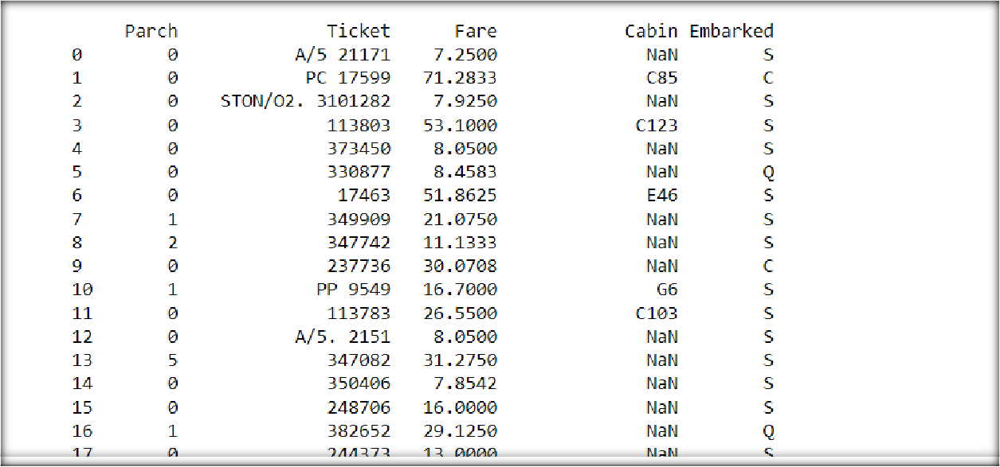 Parch Ticket Fare Cabin Embarked
0 0 A/5 21171 7.2500 NaN S
1 0 PC 17599 71.2833 C85 C
2 0 STON/O2. 3101282 7.9250 NaN S
3 0 113803 53.1000 C123 S
4 0 373450 8.0500 NaN S
5 0 330877 8.4583 NaN Q
6 0 17463 51.8625 E46 S
7 1 349909 21.0750 NaN S
8 2 347742 11.1333 NaN S
9 0 237736 30.0708 NaN C
10 1 PP 9549 16.7000 G6 S
11 0 113783 26.5500 C103 S
12 0 A/5. 2151 8.0500 NaN S
13 5 347082 31.2750 NaN S
14 0 350406 7.8542 NaN S
15 0 248706 16.0000 NaN S
16 1 382652 29.1250 NaN Q
17 0 244373 13.0000 NaN S